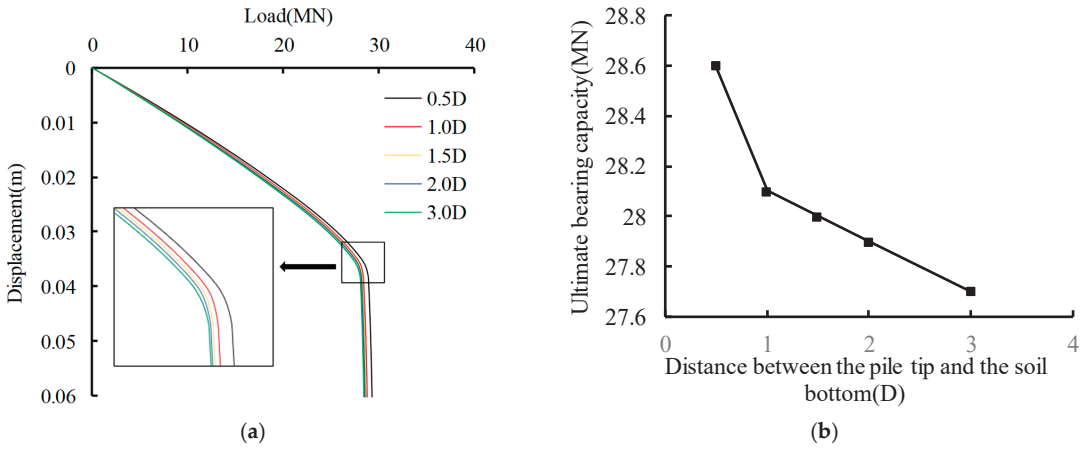 Load(MN)
0 10 20 30 40
0
0.01
0.02
0.03
0.04
0.05
0.06
Displacement(m)
0.5D
1.0D
1.5D
2.0D
3.0D
(a)
28.8
28.6
28.4
28.2
28
27.8
27.6
Ultimate bearing capacity(MN)
0 1 2 3 4
Distance between the pile tip and the soil
bottom(D)
(b)